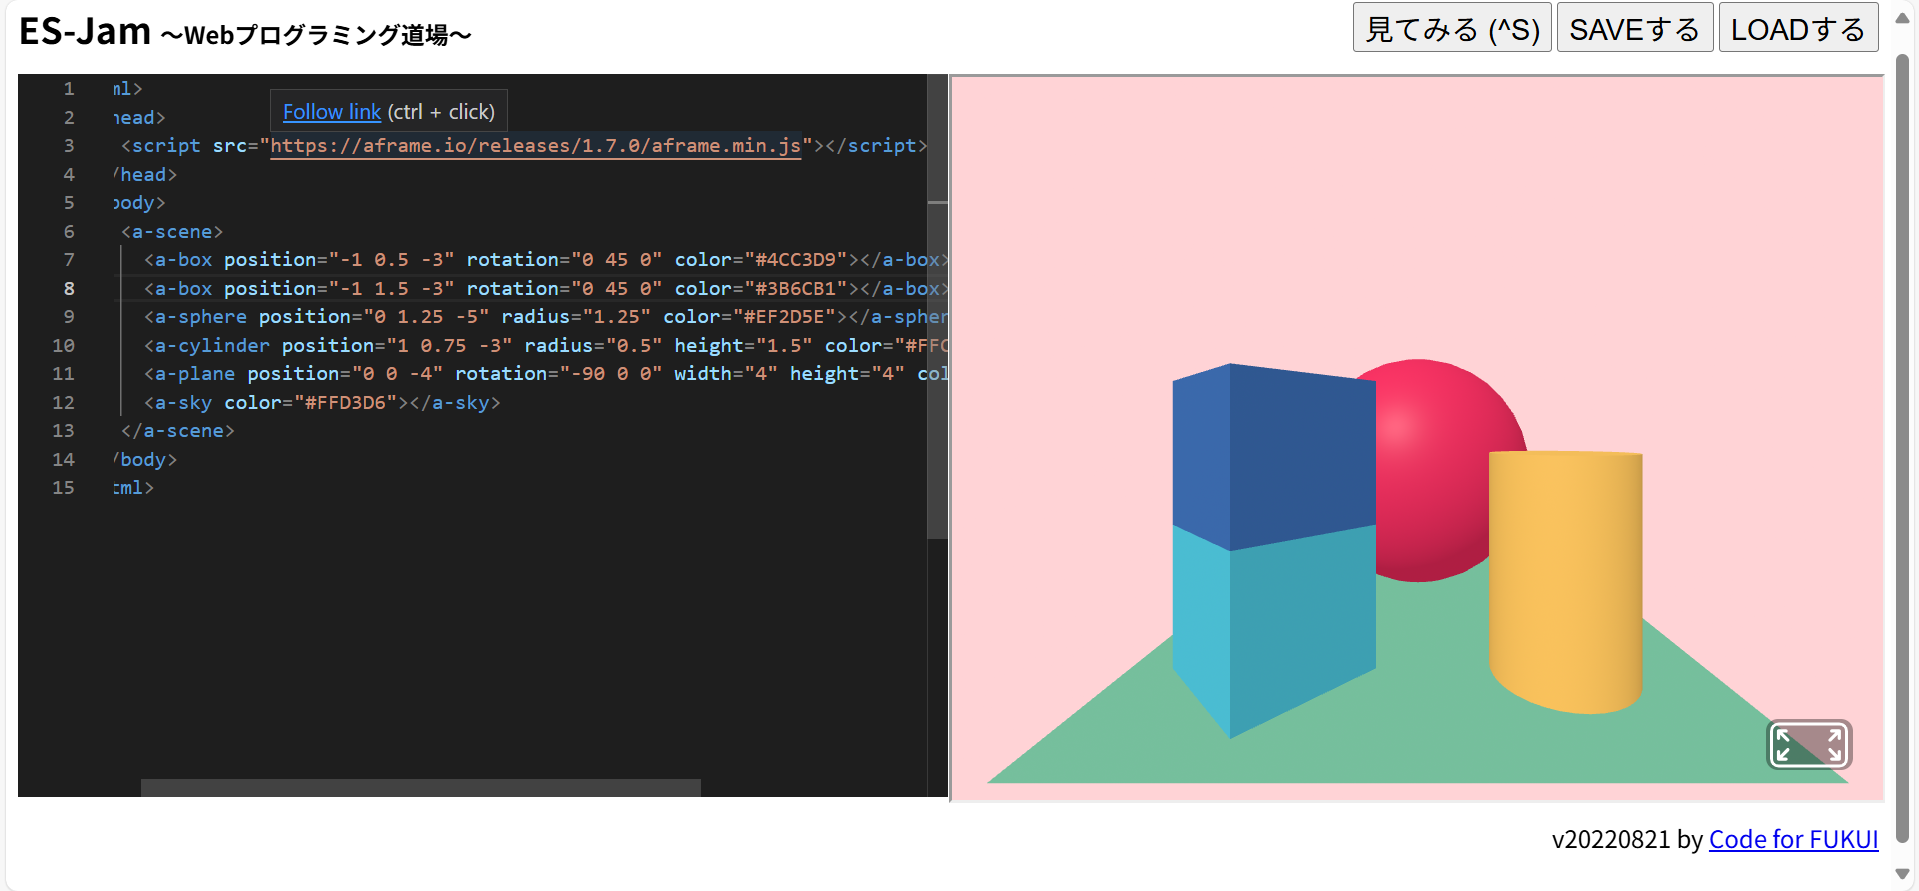 ES-Jam ～Webプログラミング道場～
見てみる (^S) SAVEする LOADする
1 ml>
2 head>
Follow link (ctrl + click)
3 <script src="https://aframe.io/releases/1.7.0/aframe.min.js"></script>
4 /head>
5 body>
6 <a-scene>
7 <a-box position="-1 0.5 -3" rotation="0 45 0" color="#4CC3D9"></a-box>
8 <a-box position="-1 1.5 -3" rotation="0 45 0" color="#3B6CB1"></a-box>
9 <a-sphere position="0 1.25 -5" radius="1.25" color="#EF2D5E"></a-spher
10 <a-cylinder position="1 0.75 -3" radius="0.5" height="1.5" color="#FFC
11 <a-plane position="0 0 -4" rotation="-90 0 0" width="4" height="4" col
12 <a-sky color="#FFD3D6"></a-sky>
13 </a-scene>
14 /body>
15 tml>
v20220821 by Code for FUKUI